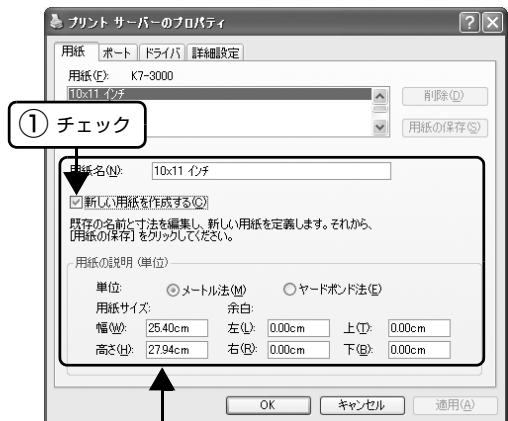 プリント サーバーのプロパティ
用紙 ポート ドライバ 詳細設定
用紙(F): K7-3000
10x11 インチ
削除(D)
① チェック
用紙の保存(S)
用紙名(N): 10x11 インチ
新しい用紙を作成する(C)
既存の名前と寸法を編集し、新しい用紙を定義します。それから、
[用紙の保存] をクリックしてください。
用紙の説明 (単位)
単位: メートル法(M) ヤードポンド法(E)
用紙サイズ: 余白:
幅(W): 25.40cm 左(L): 0.00cm 上(T): 0.00cm
高さ(H): 27.94cm 右(R): 0.00cm 下(B): 0.00cm
OK キャンセル 適用(A)